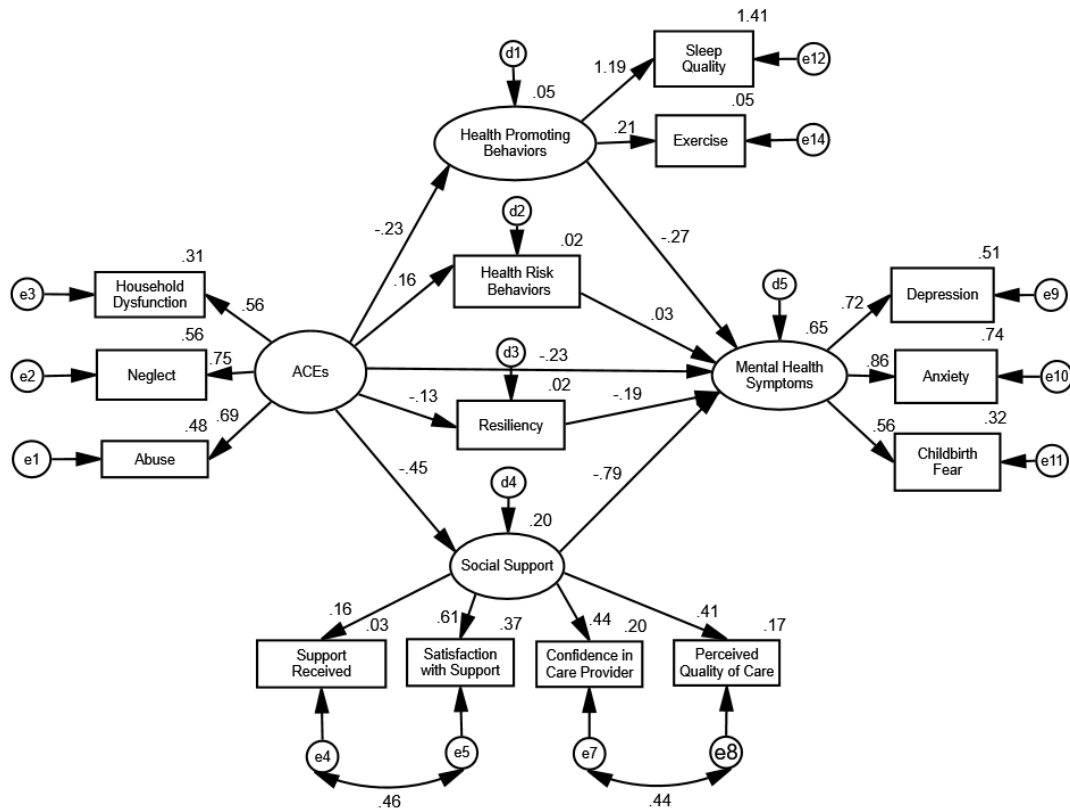 1.41
d1
Sleep
Quality
e12
1.19
.05
.05
Health Promoting
Behaviors
.21
Exercise
e14
d2
-.23
-.27
.02
.31
.16
Health Risk
Behaviors
.51
e3
Household
Dysfunction
d5
Depression
e9
.56
.03
.72
.65
.56
d3
.74
e2
Neglect
.75
ACEs
-.23
Mental Health
Symptoms
.86
Anxiety
e10
.02
-.13
-.19
.69
.48
Resiliency
.56
.32
e1
Abuse
Childbirth
Fear
e11
-.45
-.79
d4
.20
Social Support
.16
.61
.44
.41
.03
.37
.20
.17
Support
Received
Satisfaction
with Support
Confidence in
Care Provider
Perceived
Quality of Care
e4
e5
e7
e8
.46
.44